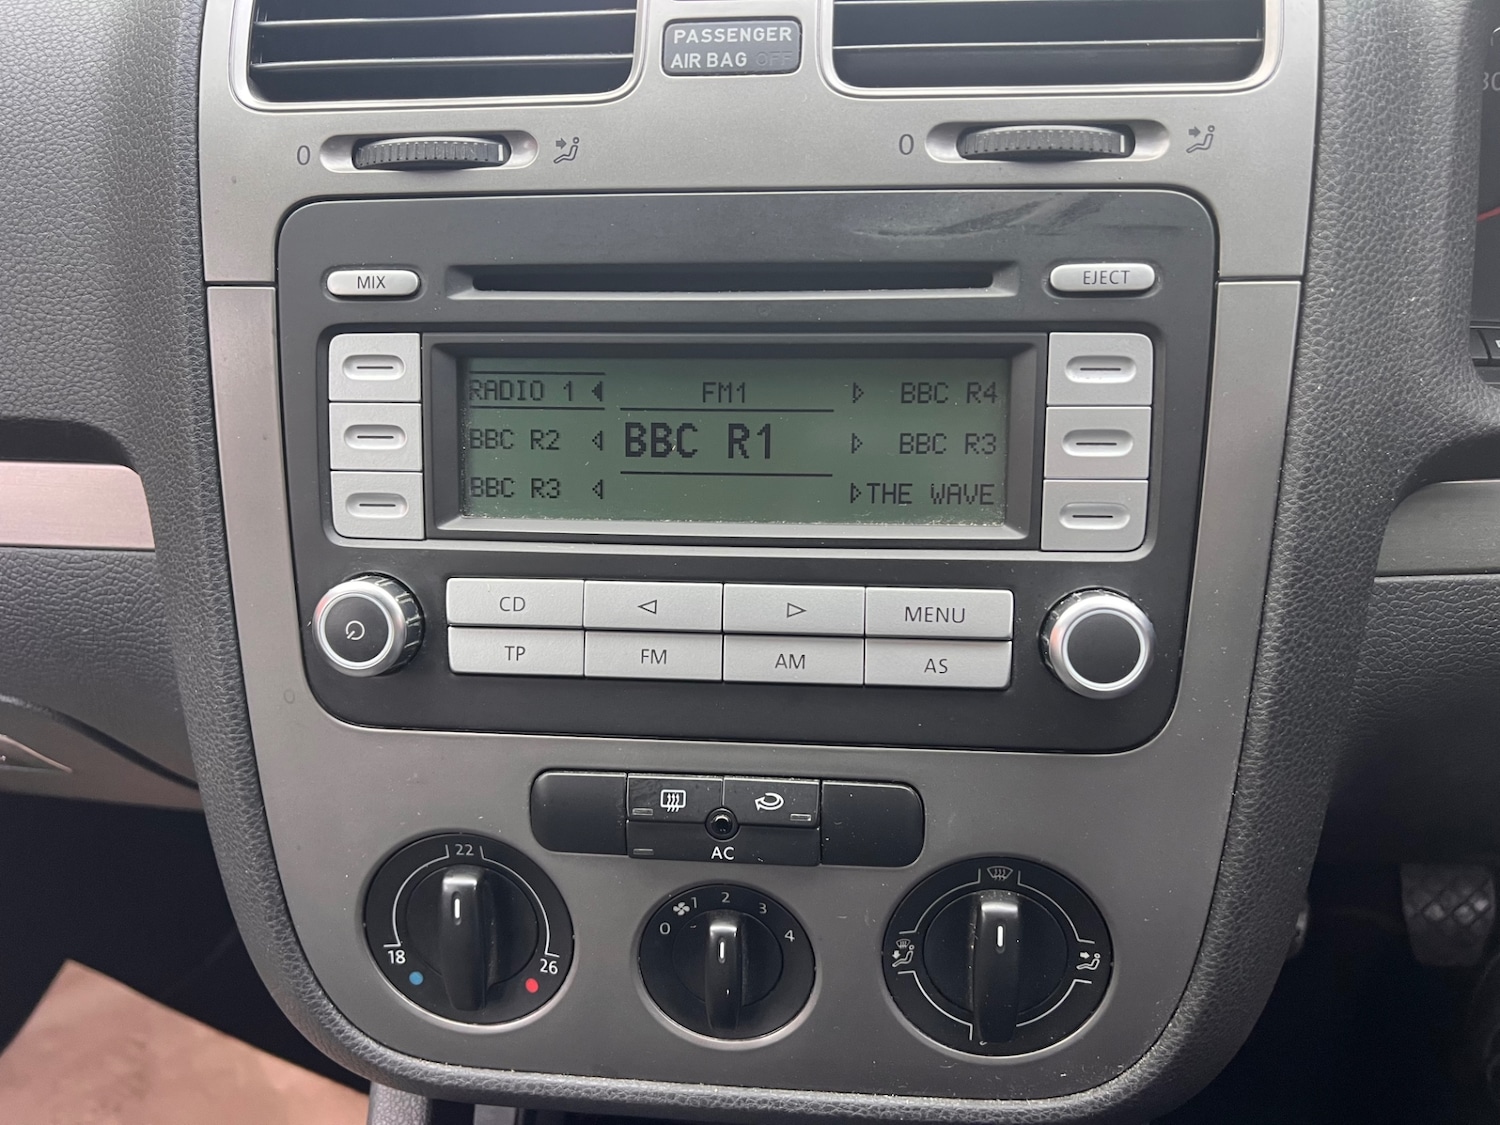 PASSENGER
AIR BAG OFF
0
0
MIX
EJECT
RADIO 1
FM1
BBC R4
BBC R2
BBC R1
BBC R3
BBC R3
THE WAVE
CD
MENU
TP
FM
AM
AS
AC
22
18
26
0
1
2
3
4